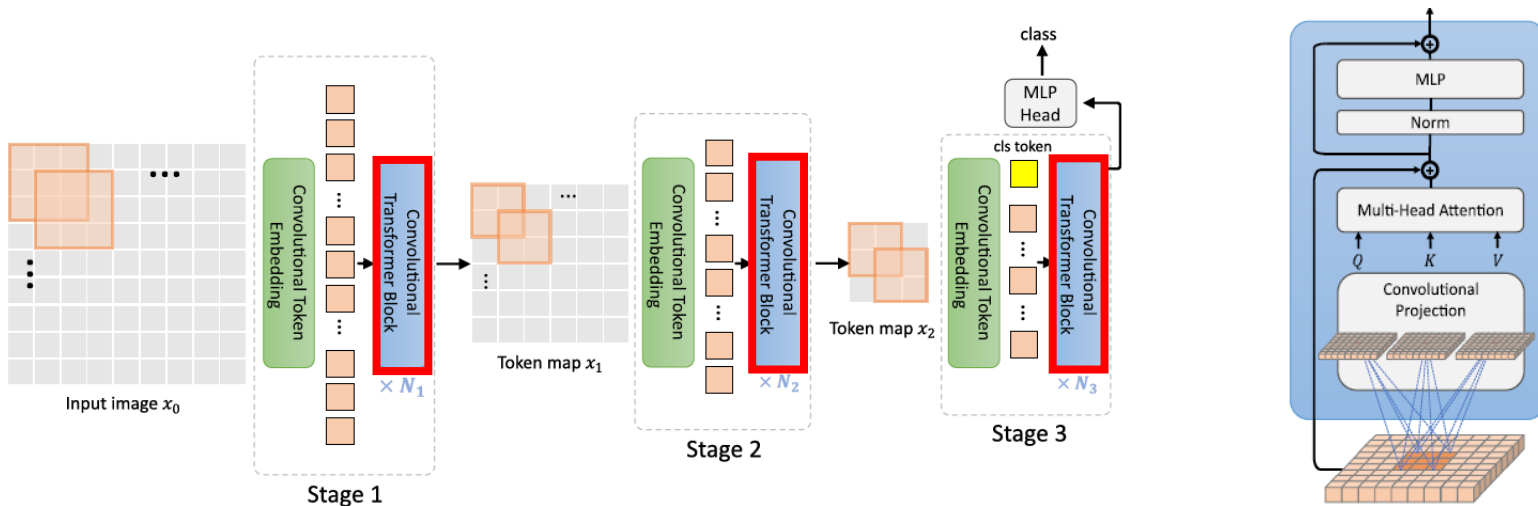 Input image x₀
Convolutional Token
Embedding
Convolutional
Transformer Block
× N₁
Stage 1
Token map x₁
Convolutional Token
Embedding
Convolutional
Transformer Block
× N₂
Stage 2
Token map x₂
class
MLP
Head
cls token
Convolutional Token
Embedding
Convolutional
Transformer Block
× N₃
Stage 3
MLP
Norm
Multi-Head Attention
Q K V
Convolutional
Projection